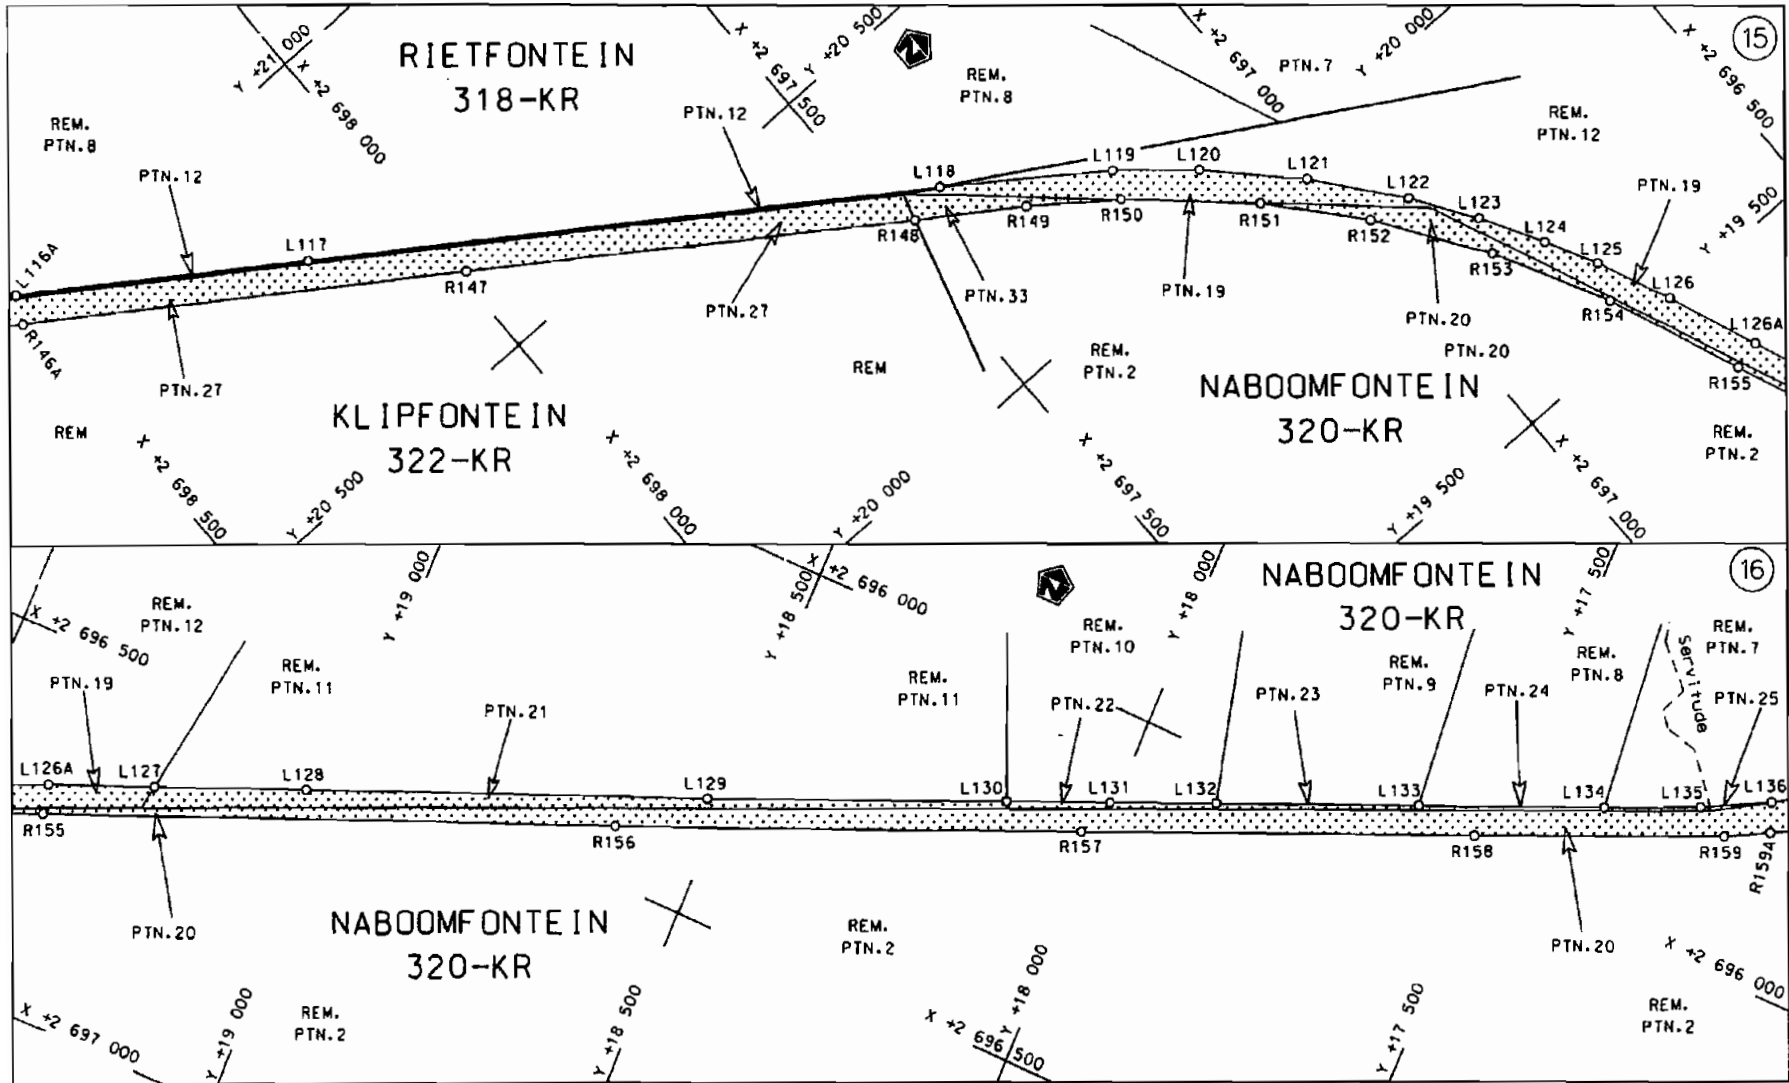 15
RIETFONTEIN
318-KR
Y +21 000
X +2 698 000
X +2 697 500
Y +20 500
N
REM.
PTN.8
X +2 697 000
PTN.7
Y +20 000
X +2 696 500
REM.
PTN.8
PTN.12
PTN.12
REM.
PTN.12
PTN.19
Y +19 500
L116A
L117
L118
L119
L120
L121
L122
L123
L124
L125
L126
L126A
R146A
R147
R148
R149
R150
R151
R152
R153
R154
R155
PTN.27
PTN.27
PTN.33
PTN.19
PTN.20
PTN.20
REM
REM
REM.
PTN.2
KLIPFONTEIN
322-KR
NABOOMFONTEIN
320-KR
REM.
PTN.2
X +2 698 500
Y +20 500
X +2 698 000
Y +20 000
X +2 697 500
Y +19 500
X +2 697 000
16
NABOOMFONTEIN
320-KR
X +2 696 500
REM.
PTN.12
Y +19 000
Y +18 500
X +2 696 000
N
Y +18 000
Y +17 500
REM.
PTN.11
REM.
PTN.11
REM.
PTN.10
REM.
PTN.9
REM.
PTN.8
servitude
REM.
PTN.7
PTN.19
PTN.21
PTN.22
PTN.23
PTN.24
PTN.25
L126A
L127
L128
L129
L130
L131
L132
L133
L134
L135
L136
R155
R156
R157
R158
R159
R159A
PTN.20
PTN.20
NABOOMFONTEIN
320-KR
REM.
PTN.2
REM.
PTN.2
REM.
PTN.2
X +2 697 000
Y +19 000
Y +18 500
X +2 696 500
Y +18 000
Y +17 500
X +2 696 000